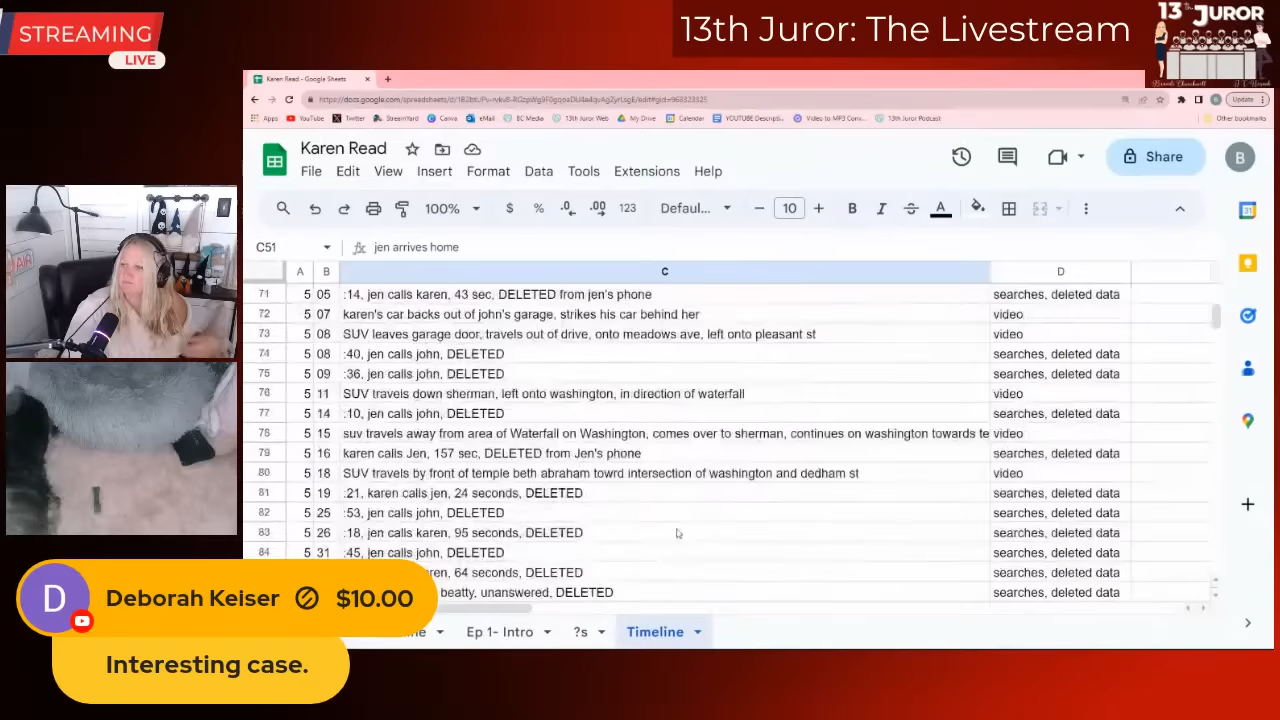 STREAMING
LIVE
13th Juror: The Livestream
13th JUROR
Karen Read - Google Sheets
Apps YouTube Twitter StreamYard Canva eMail BC Media 13th Juror Web My Drive Calendar YOUTUBE Descripti... Video to MP3 Conv... 13th Juror Podcast Other bookmarks
Update
Karen Read
File Edit View Insert Format Data Tools Extensions Help
Share
B
100% $ % .0 .00 123 Defaul... 10 B I A
C51 fx jen arrives home
A B C D
71 5 05 :14, jen calls karen, 43 sec, DELETED from jen's phone searches, deleted data
72 5 07 karen's car backs out of john's garage, strikes his car behind her video
73 5 08 SUV leaves garage door, travels out of drive, onto meadows ave, left onto pleasant st video
74 5 08 :40, jen calls john, DELETED searches, deleted data
75 5 09 :36, jen calls john, DELETED searches, deleted data
76 5 11 SUV travels down sherman, left onto washington, in direction of waterfall video
77 5 14 :10, jen calls john, DELETED searches, deleted data
78 5 15 suv travels away from area of Waterfall on Washington, comes over to sherman, continues on washington towards te video
79 5 16 karen calls Jen, 157 sec, DELETED from Jen's phone searches, deleted data
80 5 18 SUV travels by front of temple beth abraham towrd intersection of washington and dedham st video
81 5 19 :21, karen calls jen, 24 seconds, DELETED searches, deleted data
82 5 25 :53, jen calls john, DELETED searches, deleted data
83 5 26 :18, jen calls karen, 95 seconds, DELETED searches, deleted data
84 5 31 :45, jen calls john, DELETED searches, deleted data
aren, 64 seconds, DELETED searches, deleted data
beatty, unanswered, DELETED searches, deleted data
ne Ep 1- Intro ?s Timeline
D Deborah Keiser $10.00
Interesting case.